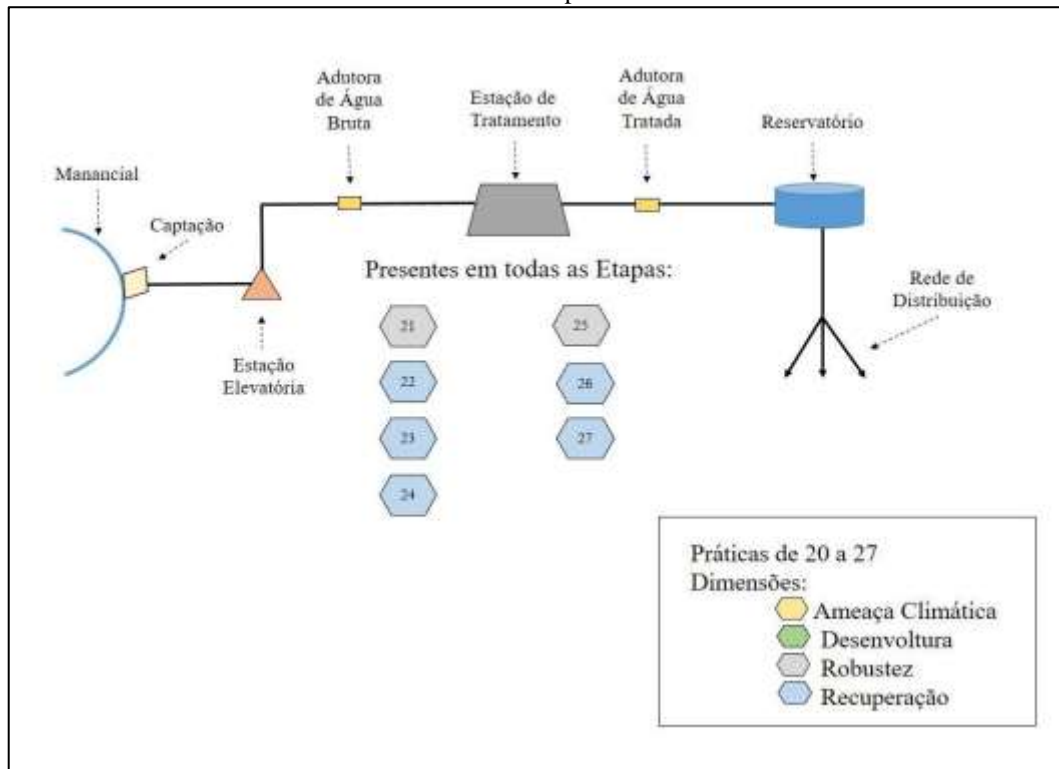 Adutora
de Água
Bruta
Estação de
Tratamento
Adutora
de Água
Tratada
Reservatório
Manancial
Captação
Presentes em todas as Etapas:
Rede de
Distribuição
Estação
Elevatória
21
25
22
26
23
27
24
Práticas de 20 a 27
Dimensões:
Ameaça Climática
Desenvoltura
Robustez
Recuperação